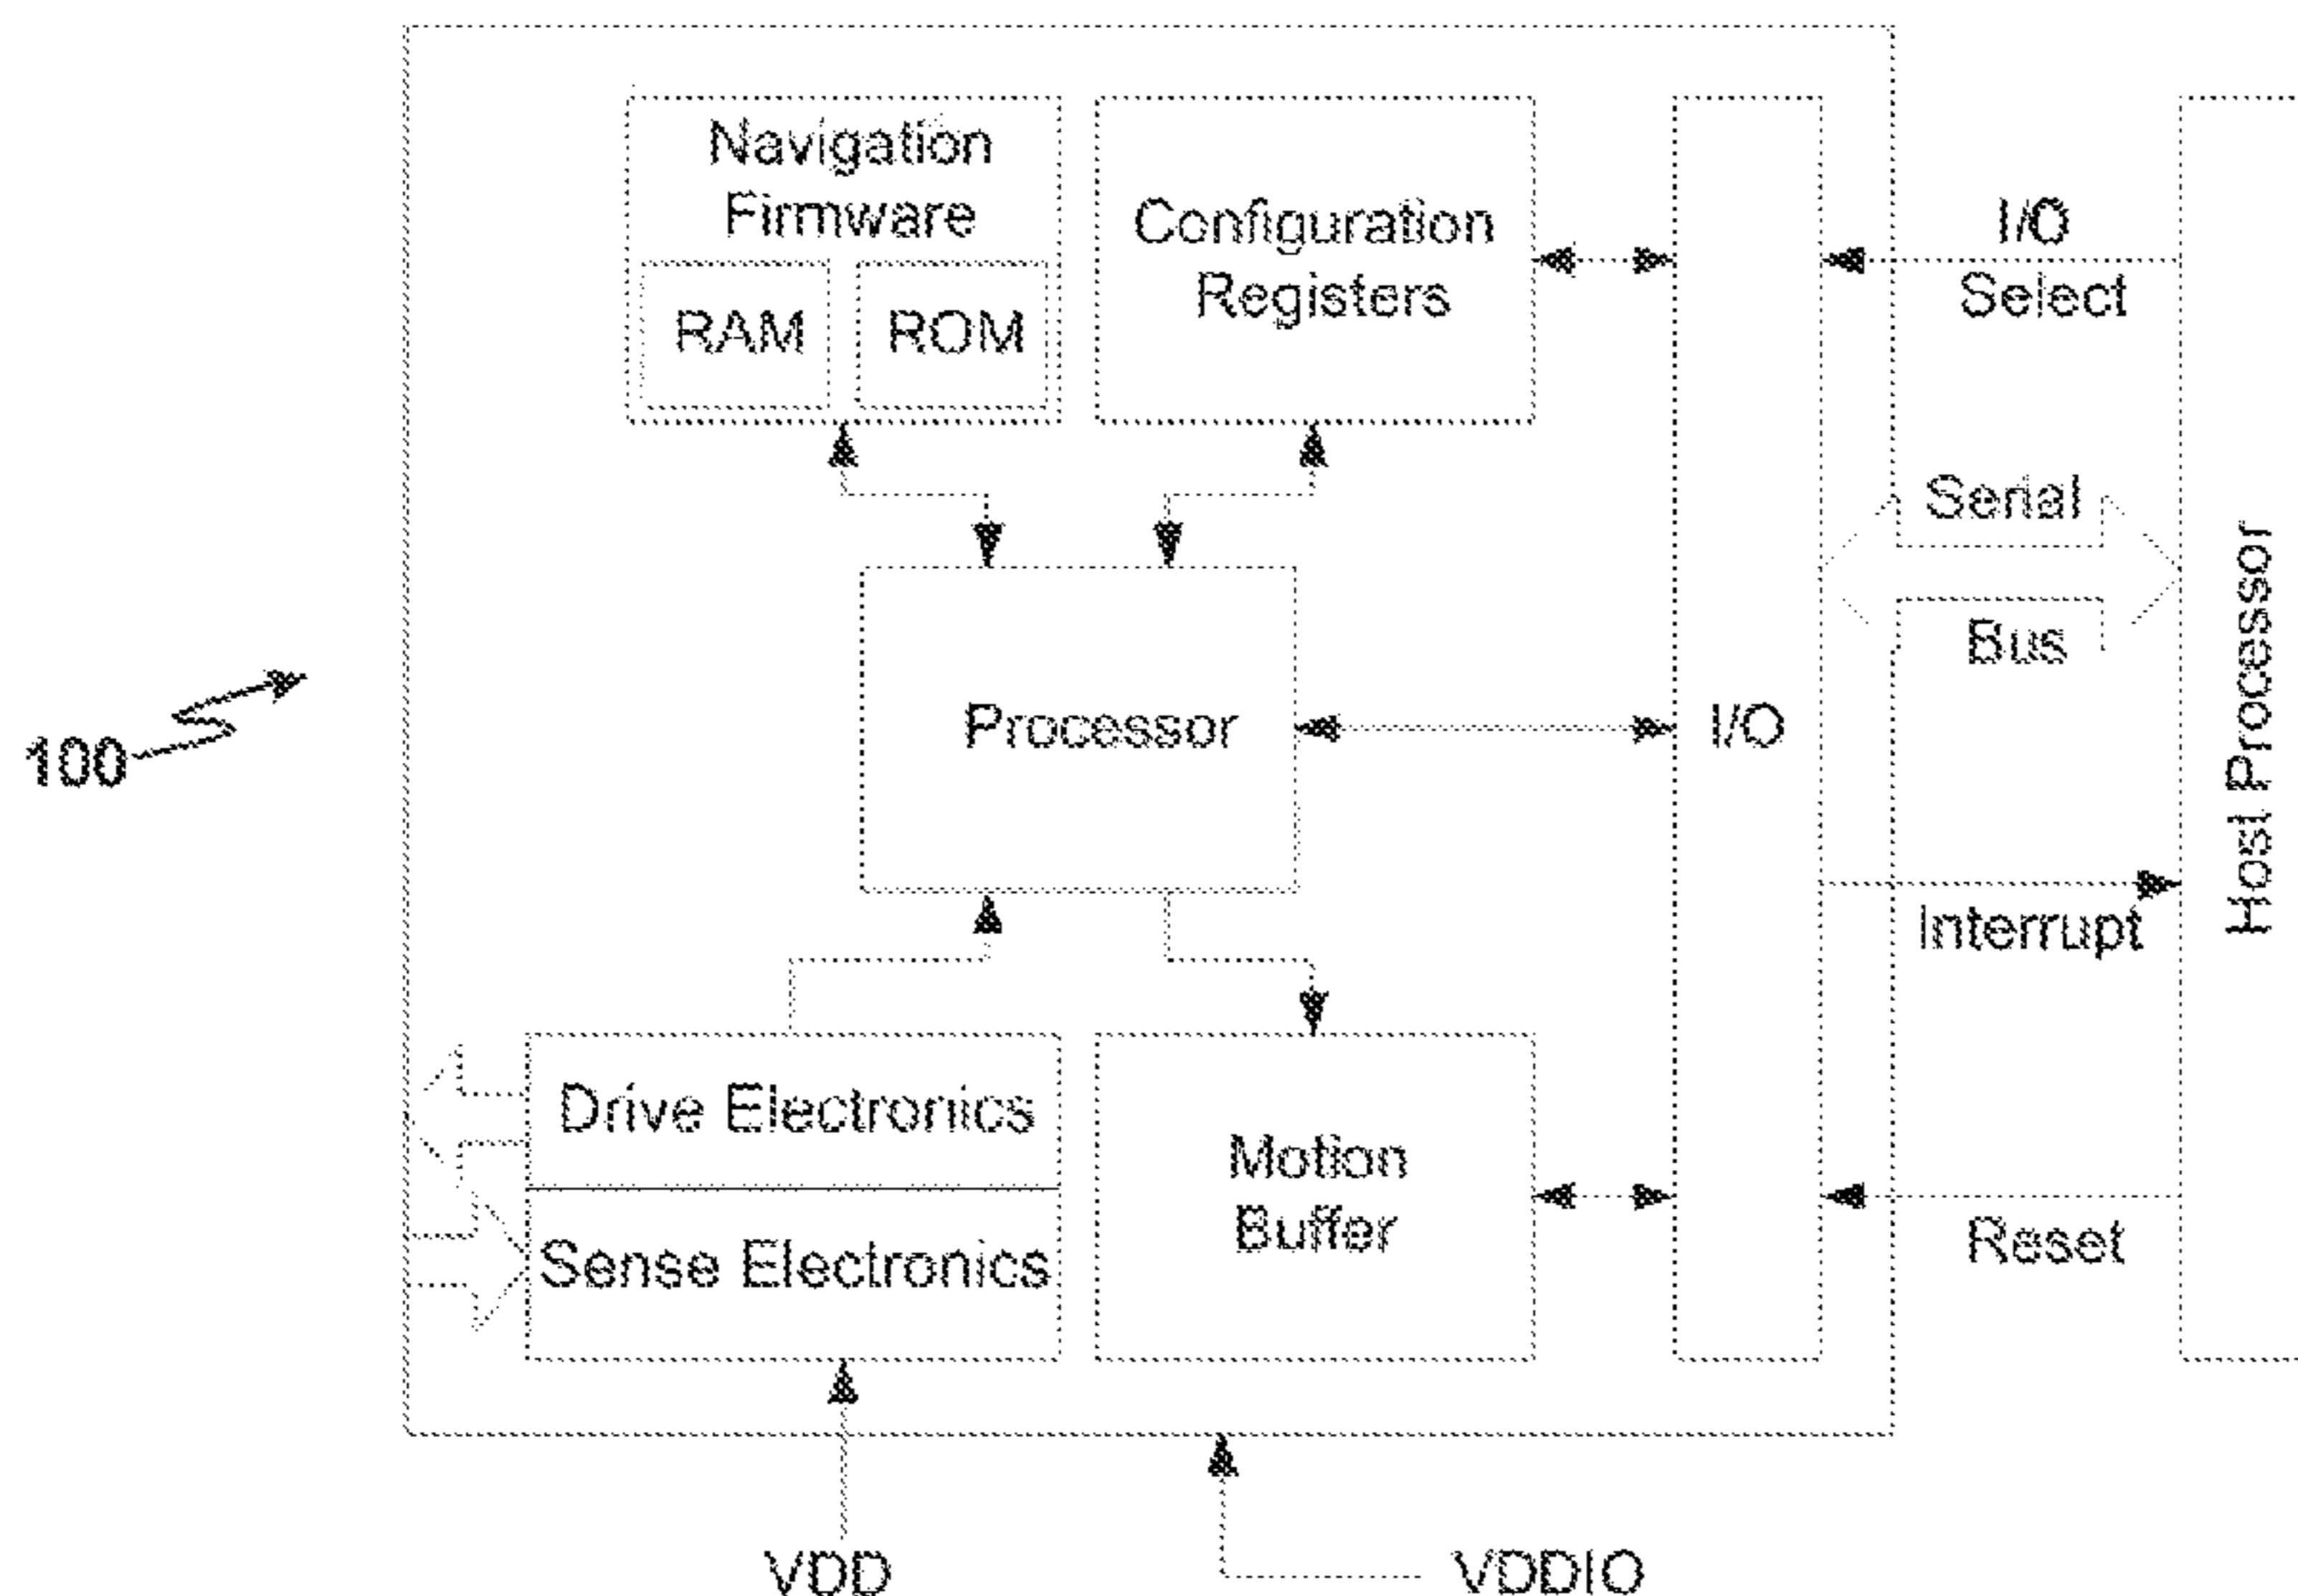 Navigation
Firmware
RAM
ROM
Configuration
Registers
I/O
Select
Serial
Bus
Processor
I/O
Host Processor
100
Interrupt
Drive Electronics
Sense Electronics
Motion
Buffer
Reset
VDD
VDDIO